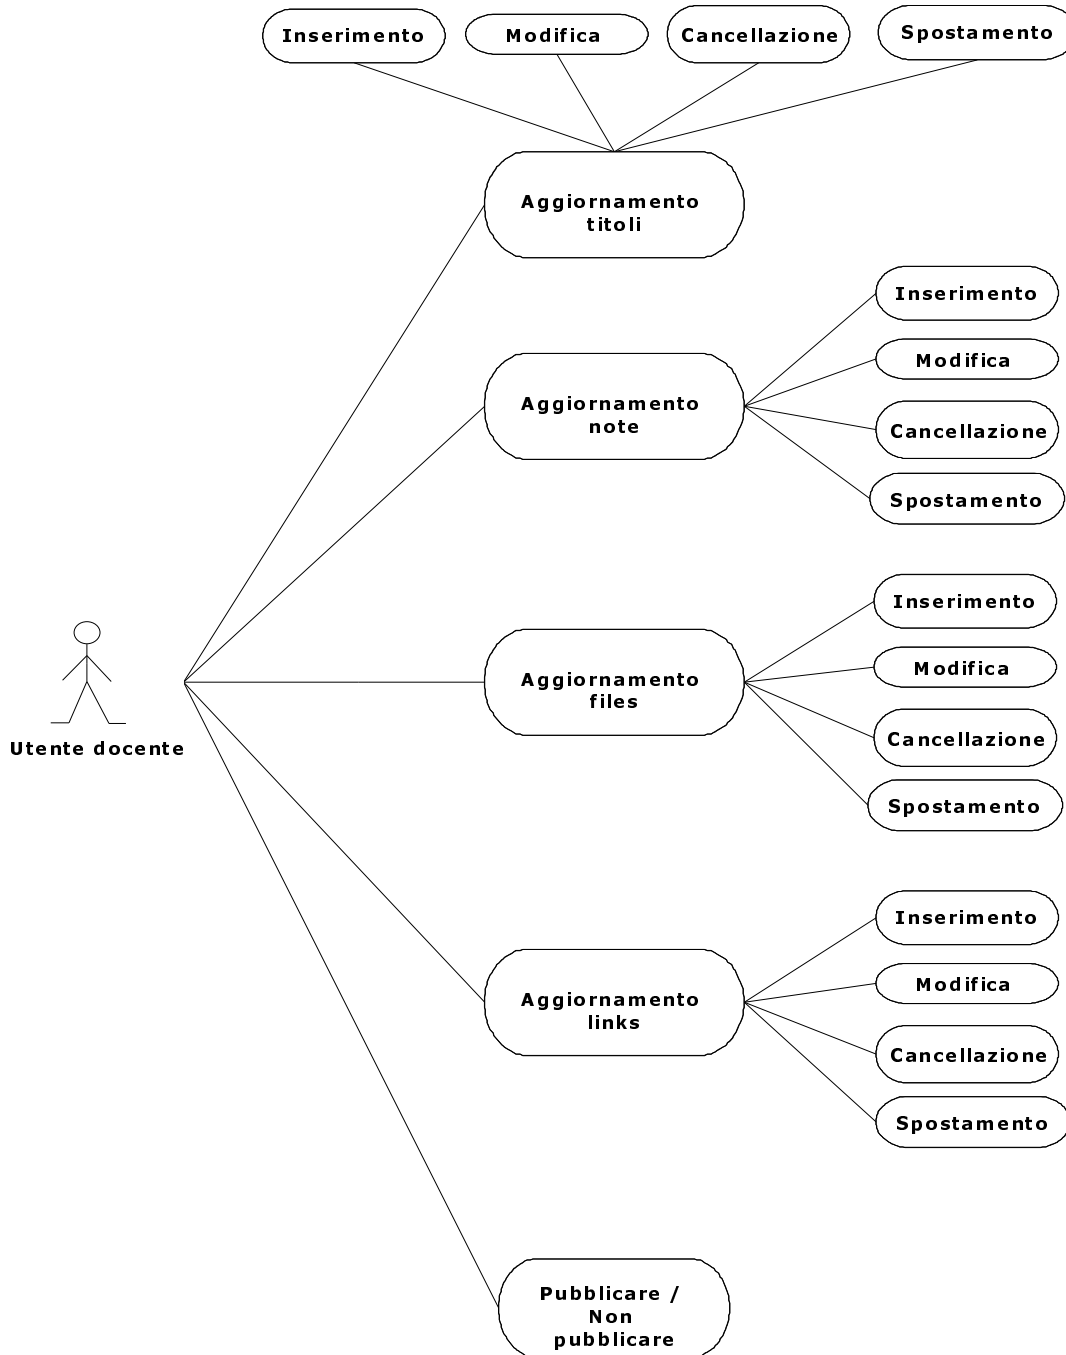 Inserimento
Modifica
Cancellazione
Spostamento
Aggiornamento
titoli
Aggiornamento
note
Inserimento
Modifica
Cancellazione
Spostamento
Utente docente
Aggiornamento
files
Inserimento
Modifica
Cancellazione
Spostamento
Aggiornamento
links
Inserimento
Modifica
Cancellazione
Spostamento
Pubblicare /
Non
pubblicare